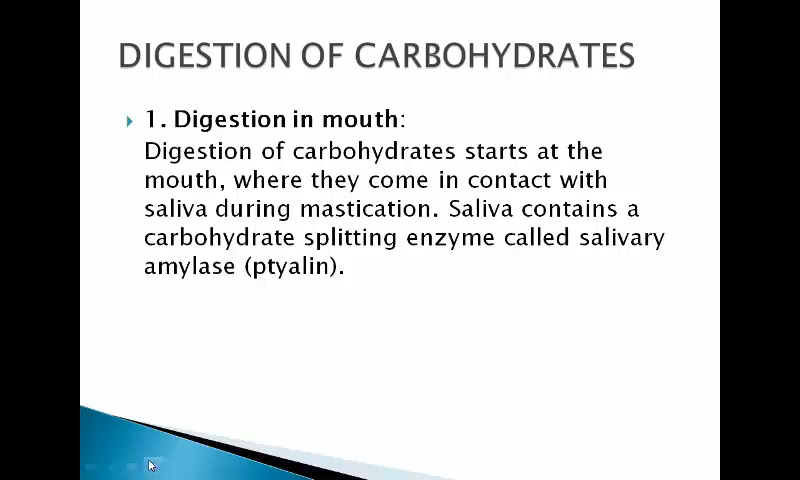 DIGESTION OF CARBOHYDRATES
1. Digestion in mouth:
Digestion of carbohydrates starts at the
mouth, where they come in contact with
saliva during mastication. Saliva contains a
carbohydrate splitting enzyme called salivary
amylase (ptyalin).